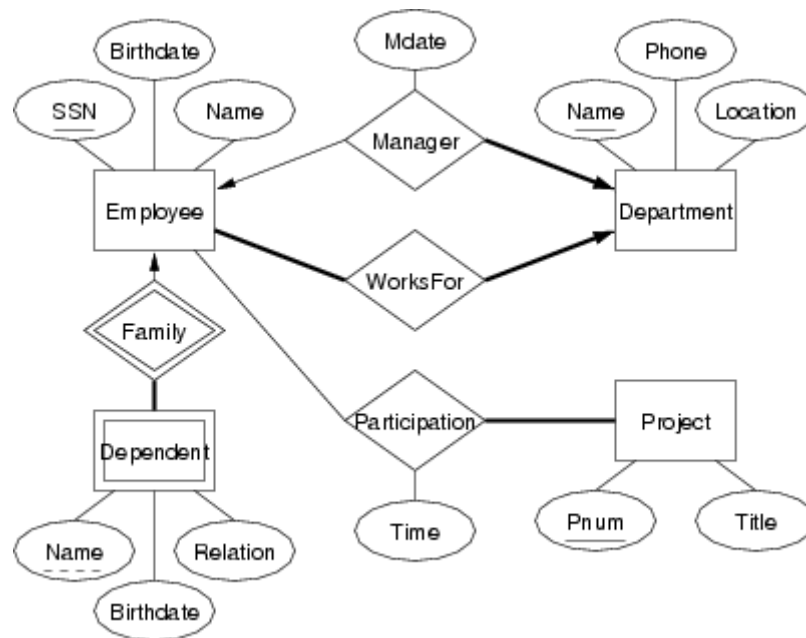 Birthdate
Mdate
Phone
SSN
Name
Name
Location
Manager
Employee
Department
WorksFor
Family
Participation
Project
Dependent
Name
Relation
Time
Pnum
Title
Birthdate